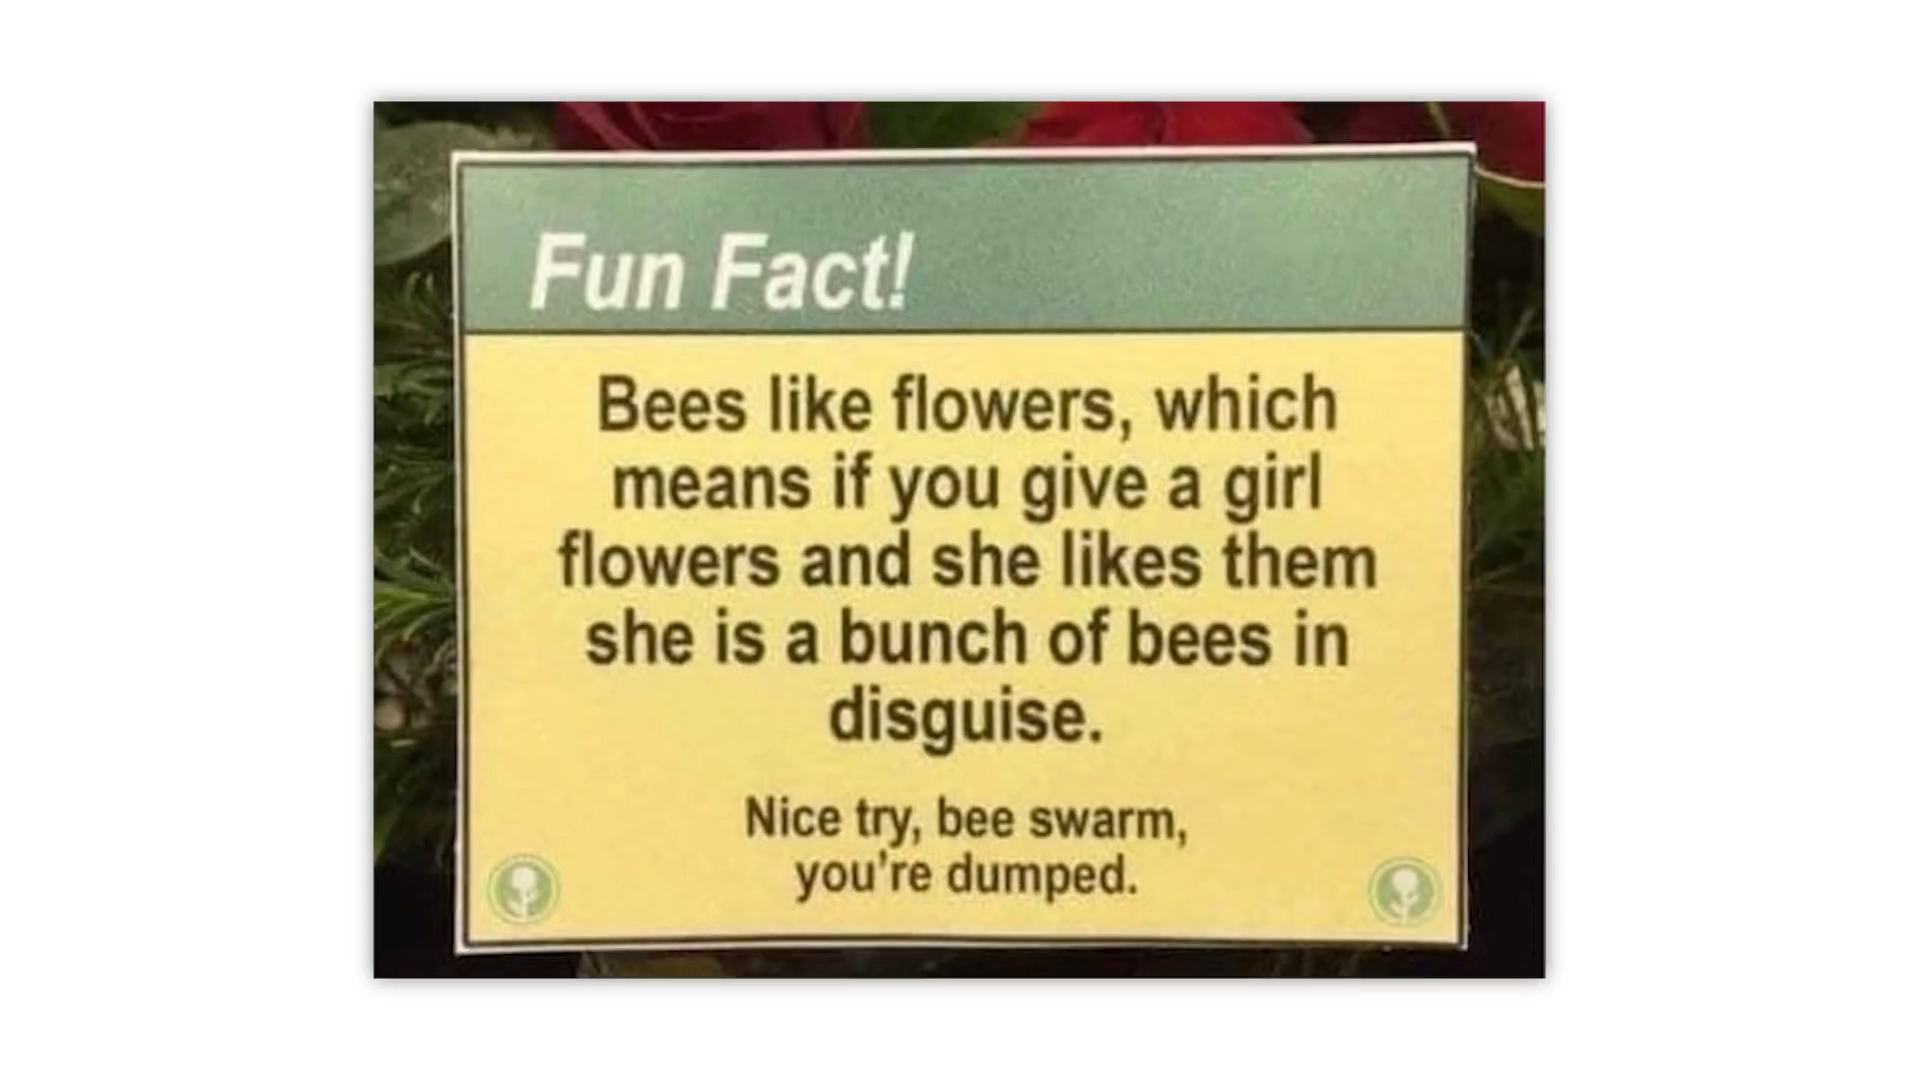 Fun Fact!
Bees like flowers, which
means if you give a girl
flowers and she likes them
she is a bunch of bees in
disguise.
Nice try, bee swarm,
you're dumped.